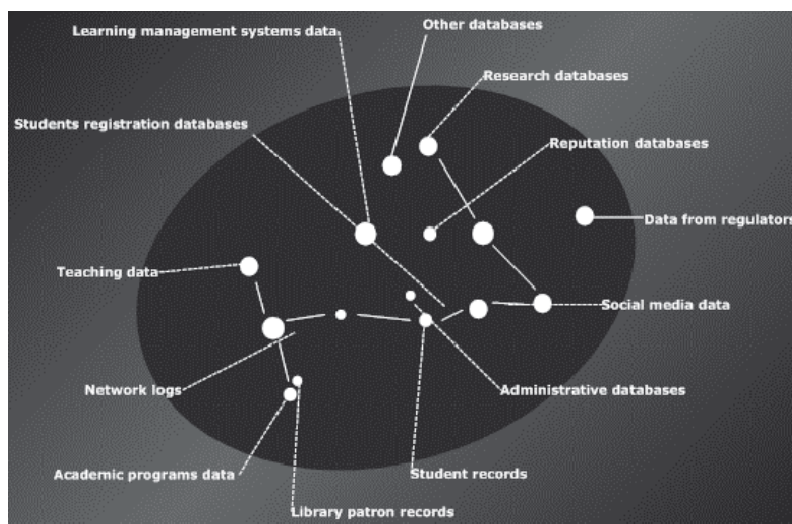 Other databases
Learning management systems data
Research databases
Students registration databases
Reputation databases
Data from regulators
Teaching data
Social media data
Network logs
Administrative databases
Academic programs data
Student records
Library patron records